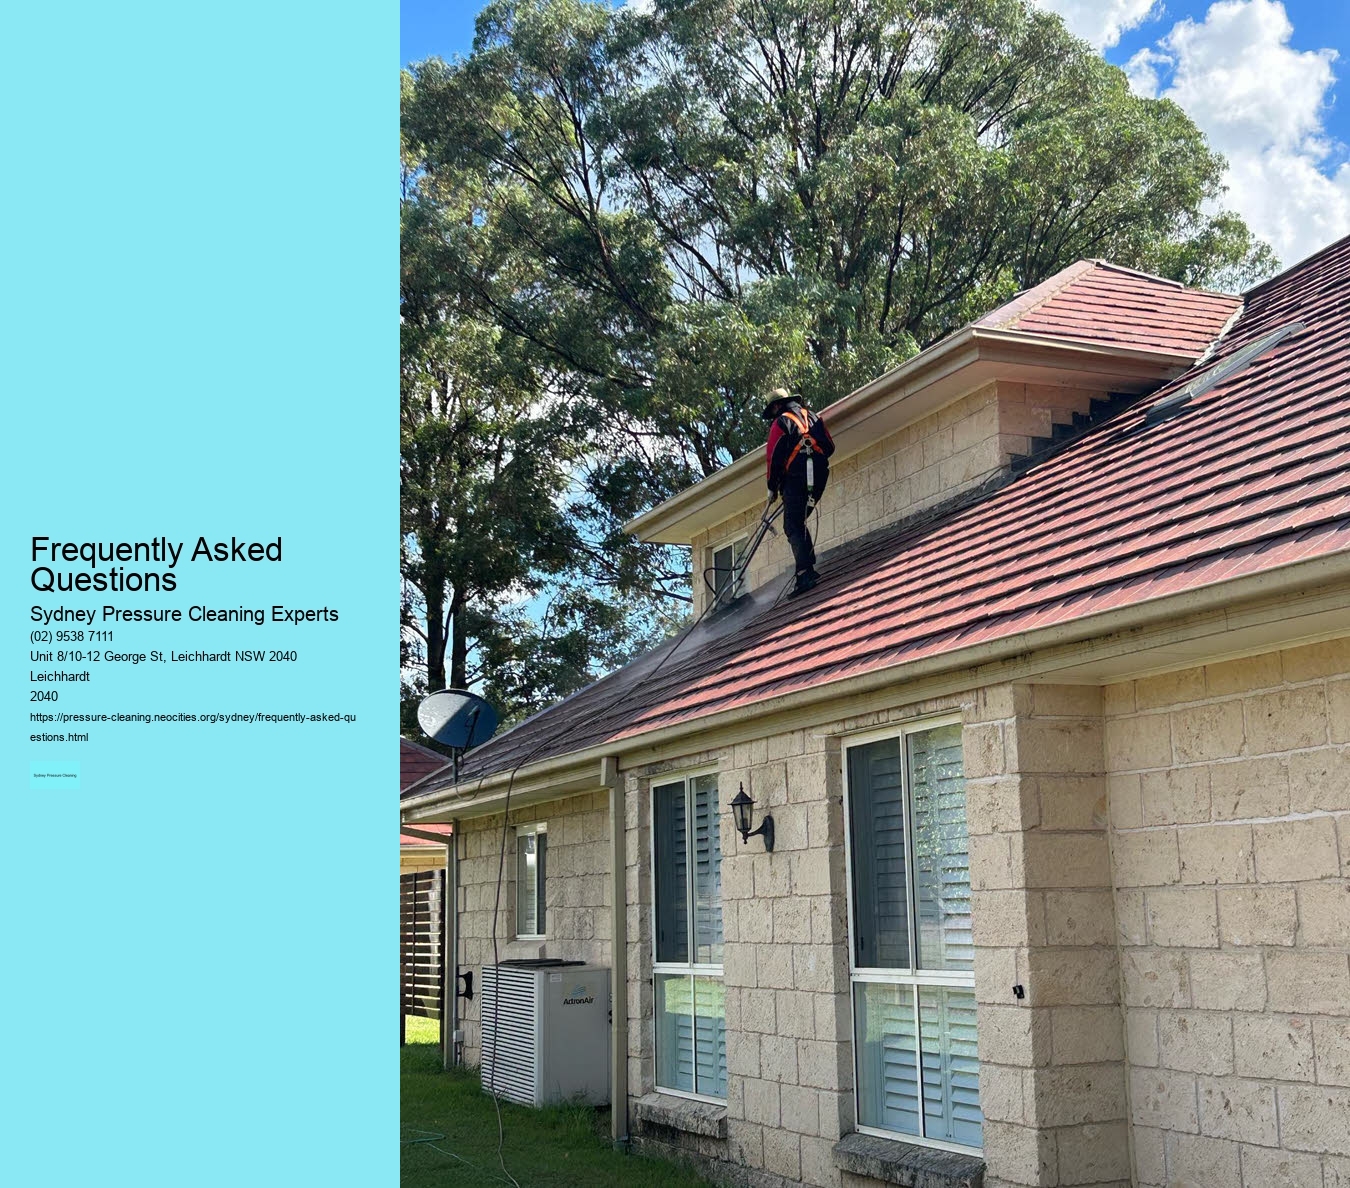 Frequently Asked
Questions
Sydney Pressure Cleaning Experts
(02) 9538 7111
Unit 8/10-12 George St, Leichhardt NSW 2040
Leichhardt
2040
https://pressure-cleaning.neocities.org/sydney/frequently-asked-qu
estions.html
Sydney Pressure Cleaning
ActronAir